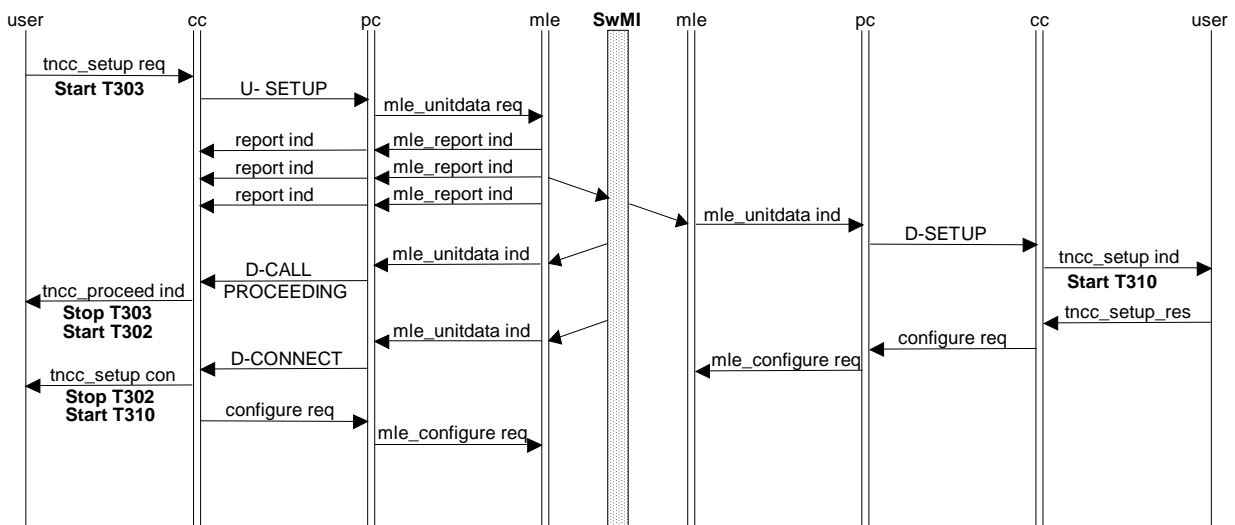 user cc pc mle SwMI mle pc cc user
tncc_setup req
Start T303
U- SETUP
mle_unitdata req
report ind
mle_report ind
report ind
mle_report ind
report ind
mle_report ind
mle_unitdata ind
D-SETUP
tncc_setup ind
Start T310
mle_unitdata ind
D-CALL
PROCEEDING
tncc_proceed ind
Stop T303
Start T302
tncc_setup_res
configure req
mle_configure req
mle_unitdata ind
D-CONNECT
tncc_setup con
Stop T302
Start T310
configure req
mle_configure req